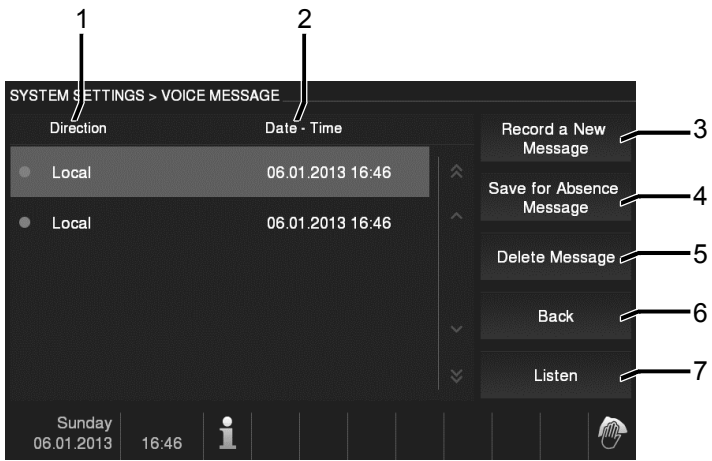 1 2
SYSTEM SETTINGS > VOICE MESSAGE
Direction Date - Time
Record a New
Message
3
Local 06.01.2013 16:46
Save for Absence
Message
4
Local 06.01.2013 16:46
Delete Message 5
Back 6
Listen 7
Sunday
06.01.2013 16:46